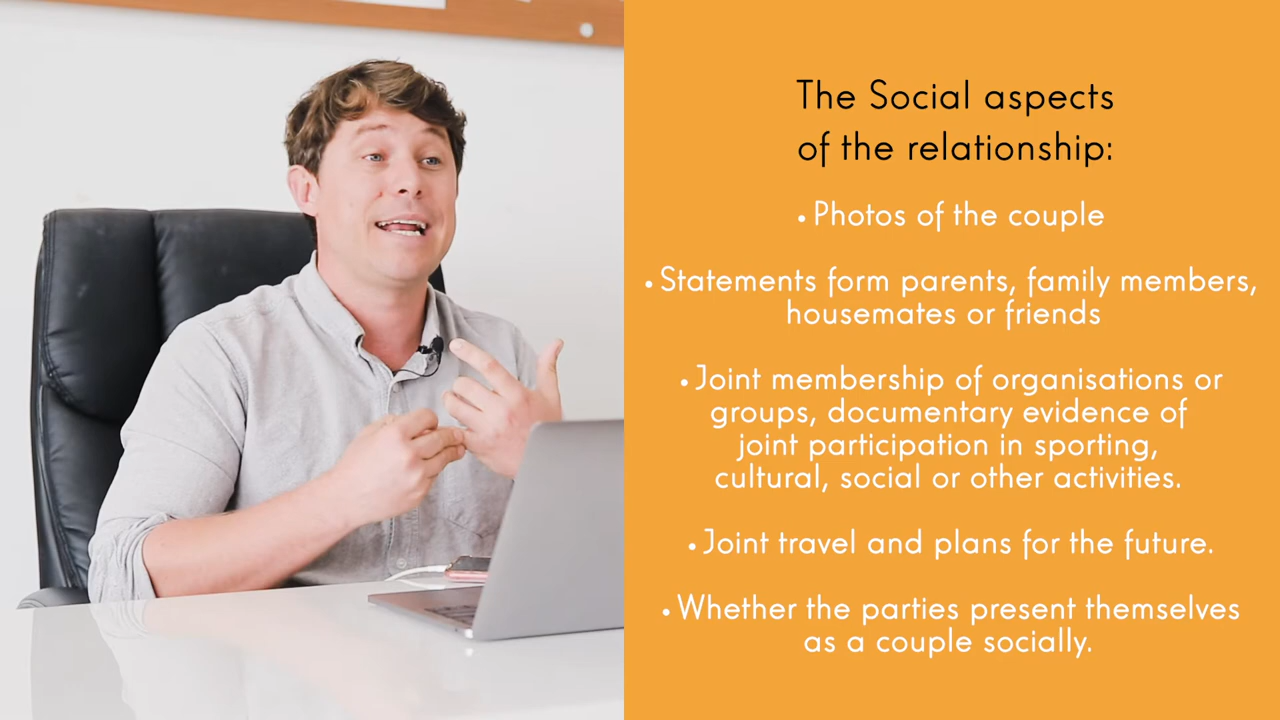 The Social aspects
of the relationship:
• Photos of the couple
• Statements form parents, family members,
housemates or friends
• Joint membership of organisations or
groups, documentary evidence of
joint participation in sporting,
cultural, social or other activities.
• Joint travel and plans for the future.
• Whether the parties present themselves
as a couple socially.